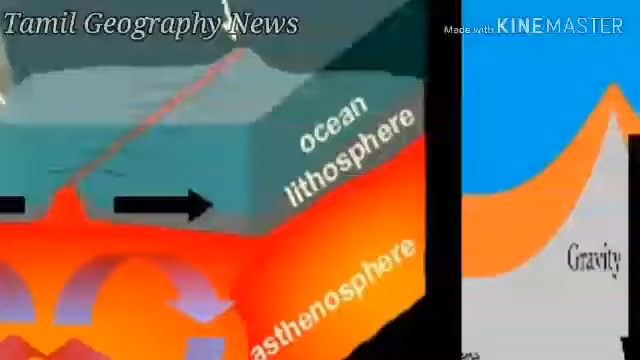 Tamil Geography News
Made with KINEMASTER
ocean
lithosphere
asthenosphere
Gravity